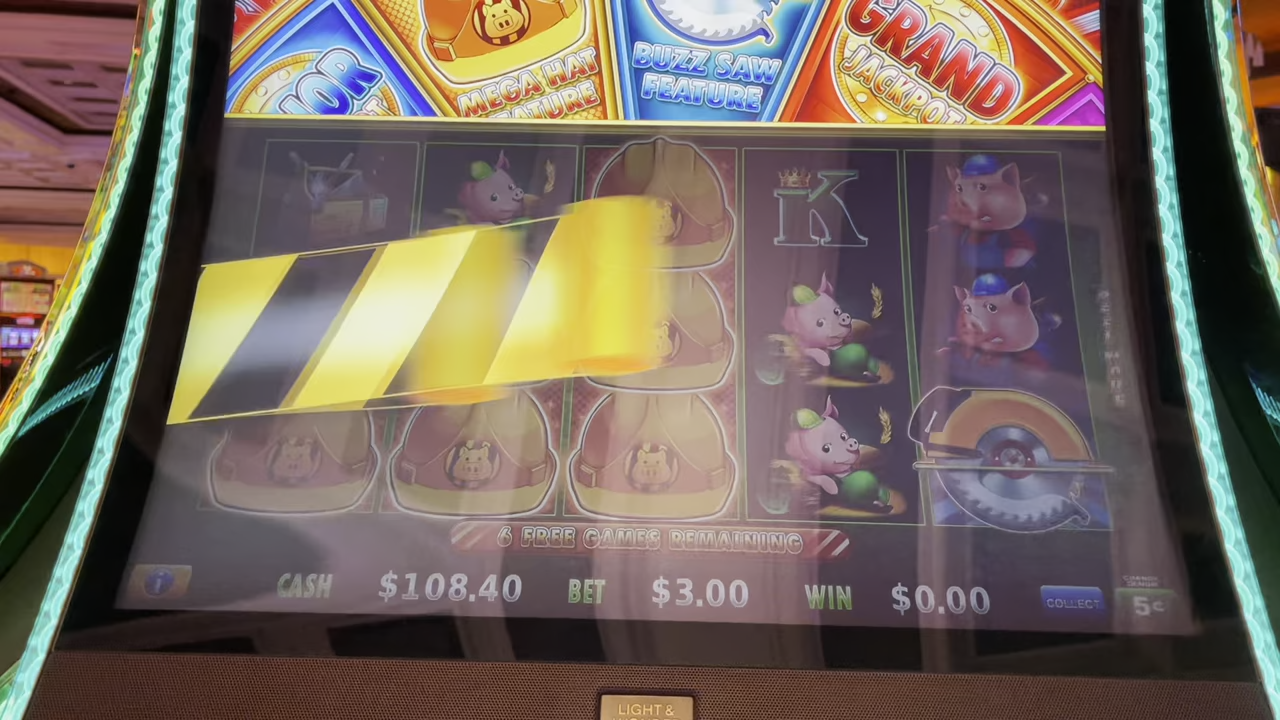 MEGA HAT
FEATURE
BUZZ SAW
FEATURE
GRAND
JACKPOT
K
6 FREE GAMES REMAINING
CASH $108.40 BET $3.00 WIN $0.00
COLLECT
5¢
LIGHT &